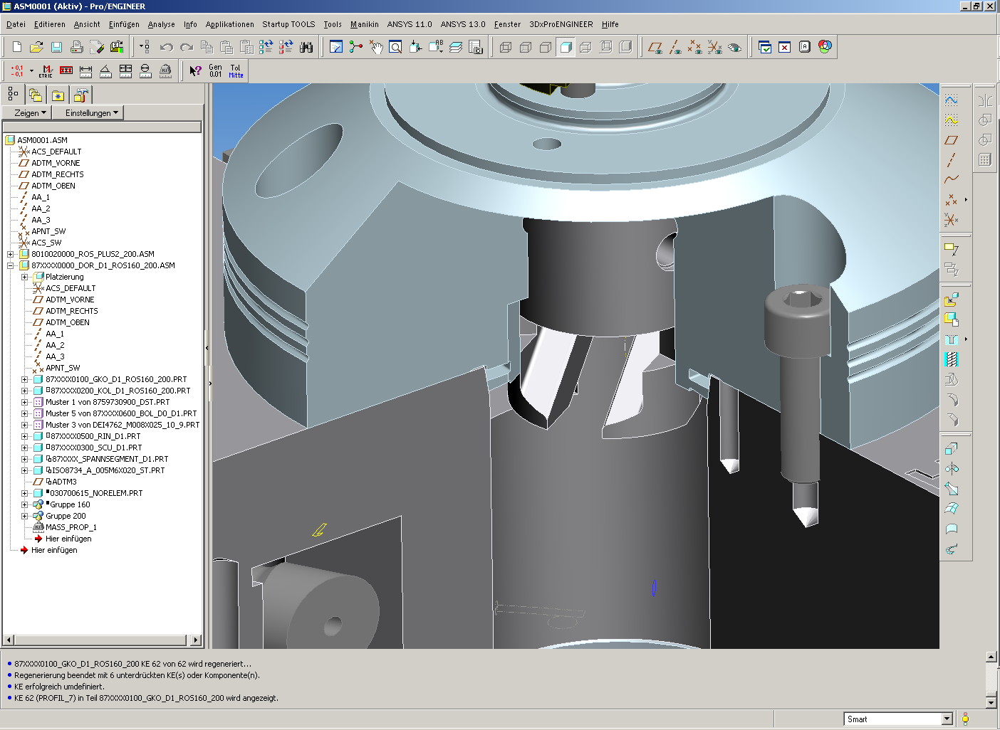 ASM0001 (Aktiv) - Pro/ENGINEER
Datei Editieren Ansicht Einfügen Analyse Info Applikationen Startup TOOLS Tools Manikin ANSYS 11.0 ANSYS 13.0 Fenster 3DxProENGINEER Hilfe
+0,1
-0,1
M
ETRIC
Gen
0.01
Tol
Mitte
Zeigen Einstellungen
ASM0001.ASM
ACS_DEFAULT
ADTM_VORNE
ADTM_RECHTS
ADTM_OBEN
AA_1
AA_2
AA_3
APNT_SW
ACS_SW
8010020000_ROS_PLUS2_200.ASM
87XXXX0000_DOR_D1_ROS160_200.ASM
Platzierung
ACS_DEFAULT
ADTM_VORNE
ADTM_RECHTS
ADTM_OBEN
AA_1
AA_2
AA_3
APNT_SW
87XXXX0100_GKO_D1_ROS160_200.PRT
87XXXX0200_KOL_D1_ROS160_200.PRT
Muster 1 von 8759730900_DST.PRT
Muster 5 von 87XXXX0600_BOL_D0_D1.PRT
Muster 3 von DEI4762_M008X025_10_9.PRT
87XXXX0500_RIN_D1.PRT
87XXXX0300_SCU_D1.PRT
87XXXX_SPANNSEGMENT_D1.PRT
ISO8734_A_005M6X020_ST.PRT
ADTM3
030700615_NORELEM.PRT
Gruppe 160
Gruppe 200
MASS_PROP_1
Hier einfügen
Hier einfügen
87XXXX0100_GKO_D1_ROS160_200 KE 62 von 62 wird regeneriert...
Regenerierung beendet mit 6 unterdrückten KE(s) oder Komponente(n).
KE erfolgreich umdefiniert.
KE 62 (PROFIL_7) in Teil 87XXXX0100_GKO_D1_ROS160_200 wird angezeigt.
Smart